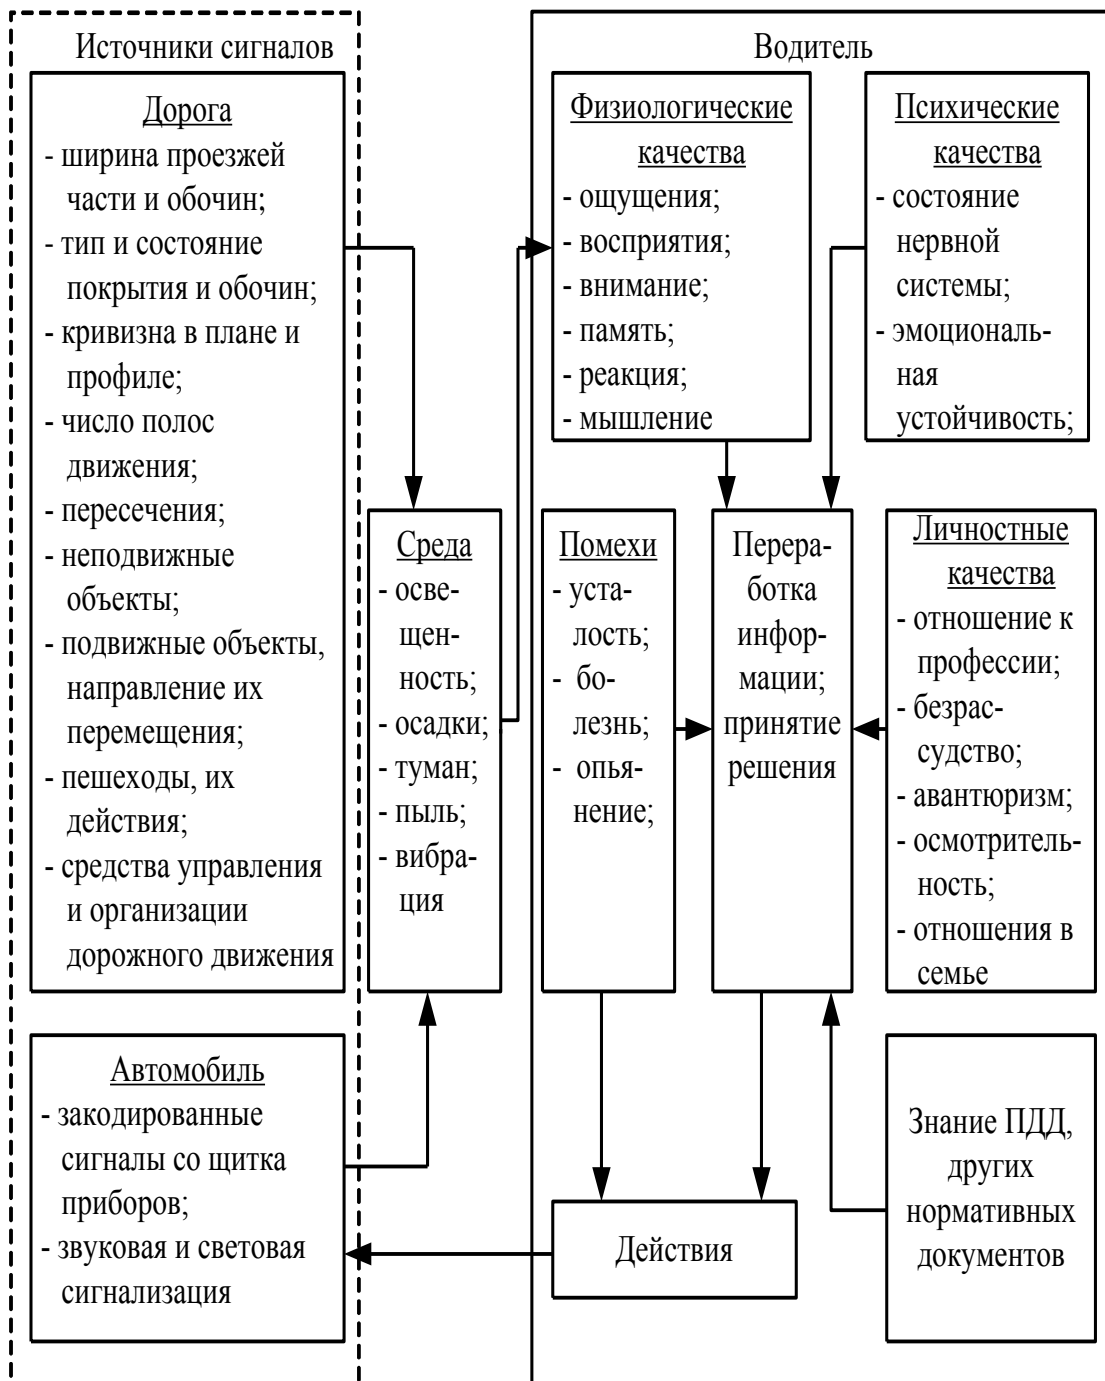 Источники сигналов
Дорога
- ширина проезжей
части и обочин;
- тип и состояние
покрытия и обочин;
- кривизна в плане и
профиле;
- число полос
движения;
- пересечения;
- неподвижные
объекты;
- подвижные объекты,
направление их
перемещения;
- пешеходы, их
действия;
- средства управления
и организации
дорожного движения
Автомобиль
- закодированные
сигналы со щитка
приборов;
- звуковая и световая
сигнализация
Среда
- осве-
щен-
ность;
- осадки;
- туман;
- пыль;
- вибра-
ция
Водитель
Физиологические
качества
- ощущения;
- восприятия;
- внимание;
- память;
- реакция;
- мышление
Психические
качества
- состояние
нервной
системы;
- эмоциональ-
ная
устойчивость;
Помехи
- уста-
лость;
- бо-
лезнь;
- опья-
нение;
Перера-
ботка
инфор-
мации;
принятие
решения
Личностные
качества
- отношение к
профессии;
- безрас-
судство;
- авантюризм;
- осмотритель-
ность;
- отношения в
семье
Действия
Знание ПДД,
других
нормативных
документов